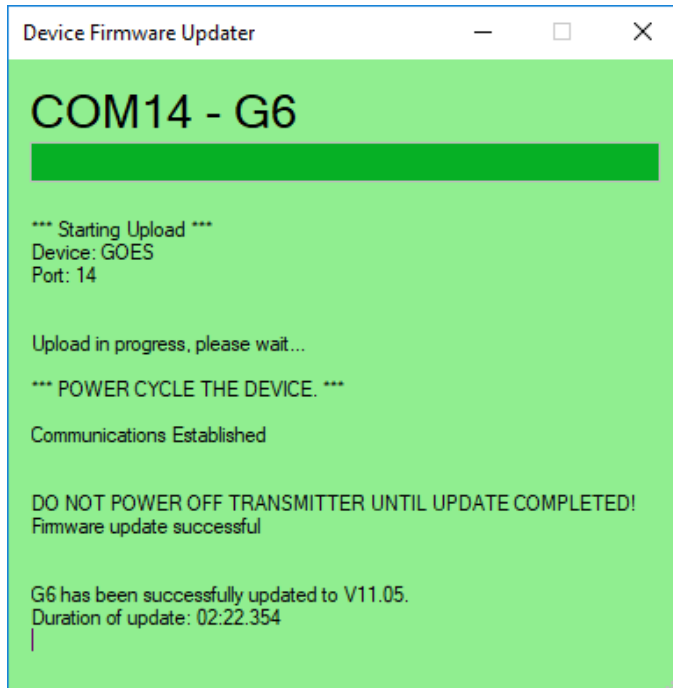 Device Firmware Updater
COM14 - G6
*** Starting Upload ***
Device: GOES
Port: 14
Upload in progress, please wait...
*** POWER CYCLE THE DEVICE. ***
Communications Established
DO NOT POWER OFF TRANSMITTER UNTIL UPDATE COMPLETED!
Firmware update successful
G6 has been successfully updated to V11.05.
Duration of update: 02:22.354